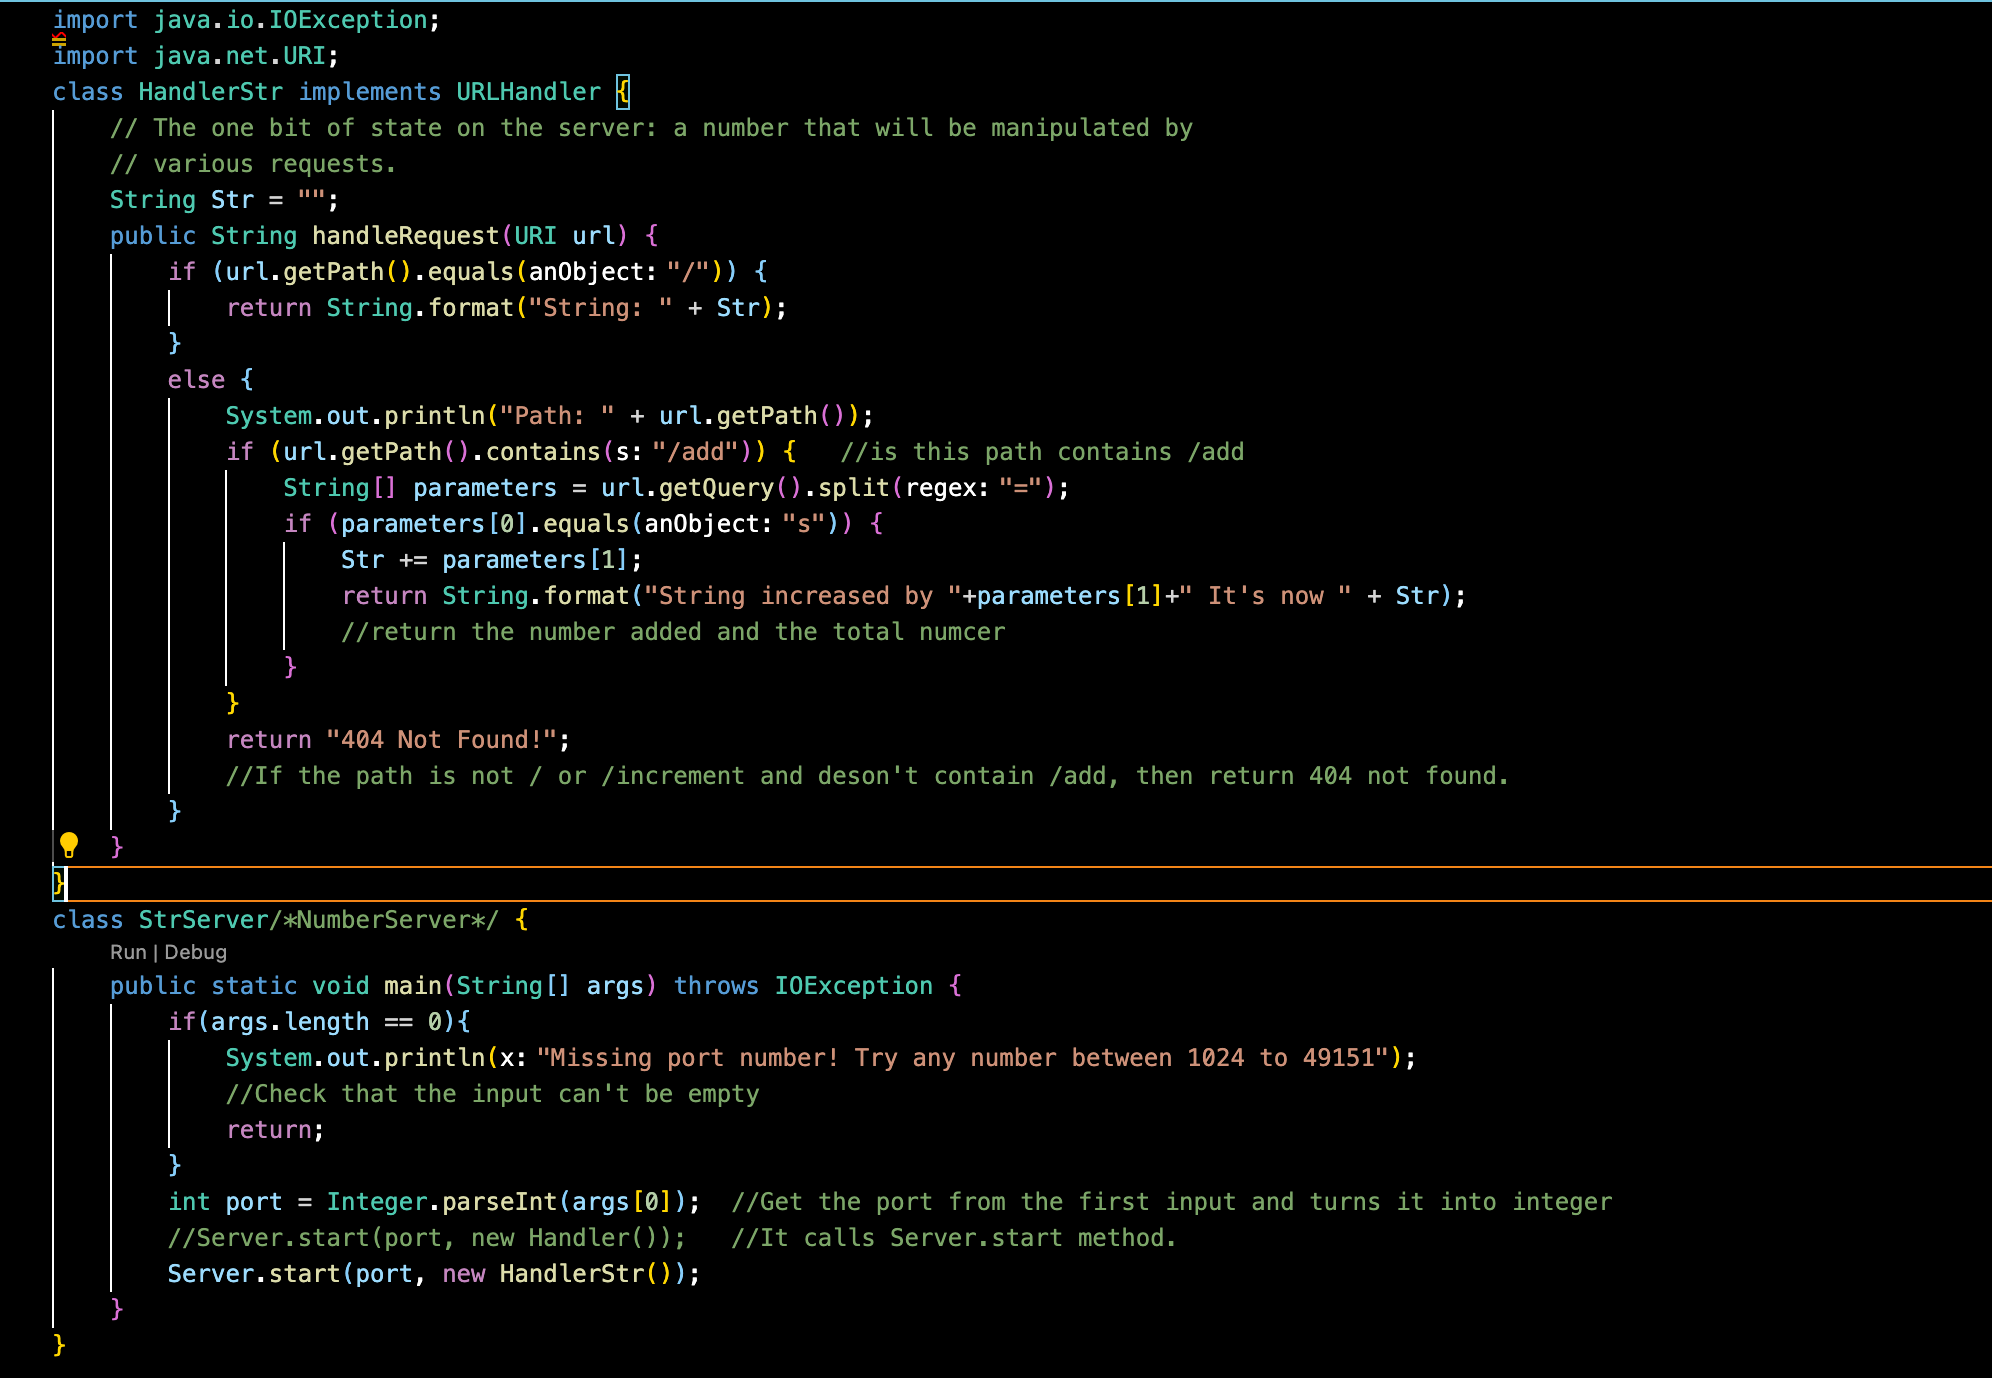 import java.io.IOException;
import java.net.URI;
class HandlerStr implements URLHandler {
// The one bit of state on the server: a number that will be manipulated by
// various requests.
String Str = "";
public String handleRequest(URI url) {
if (url.getPath().equals(anObject: "/")) {
return String.format("String: " + Str);
}
else {
System.out.println("Path: " + url.getPath());
if (url.getPath().contains(s: "/add")) {   //is this path contains /add
String[] parameters = url.getQuery().split(regex: "=");
if (parameters[0].equals(anObject: "s")) {
Str += parameters[1];
return String.format("String increased by "+parameters[1]+" It's now " + Str);
//return the number added and the total numcer
}
}
return "404 Not Found!";
//If the path is not / or /increment and deson't contain /add, then return 404 not found.
}
}
}
class StrServer/*NumberServer*/ {
Run | Debug
public static void main(String[] args) throws IOException {
if(args.length == 0){
System.out.println(x: "Missing port number! Try any number between 1024 to 49151");
//Check that the input can't be empty
return;
}
int port = Integer.parseInt(args[0]);  //Get the port from the first input and turns it into integer
//Server.start(port, new Handler());   //It calls Server.start method.
Server.start(port, new HandlerStr());
}
}